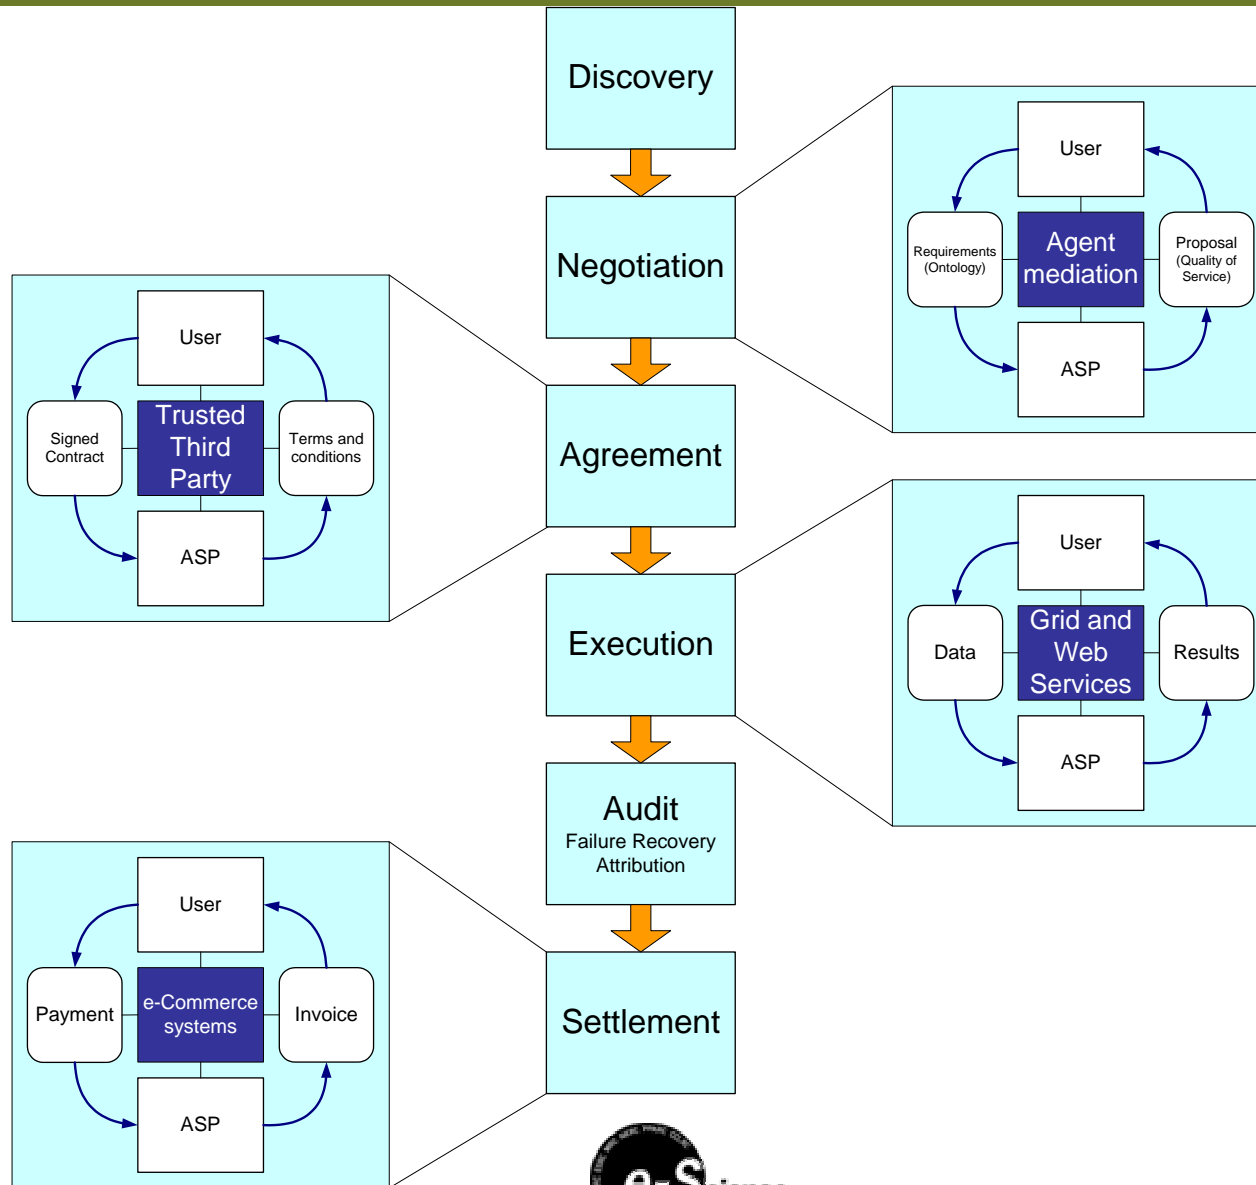 Discovery
Negotiation
Agreement
Execution
Audit
Failure Recovery
Attribution
Settlement
User
Requirements
(Ontology)
Agent
mediation
Proposal
(Quality of
Service)
ASP
User
Signed
Contract
Trusted
Third
Party
Terms and
conditions
ASP
User
Data
Grid and
Web
Services
Results
ASP
User
Payment
e-Commerce
systems
Invoice
ASP
e-Science